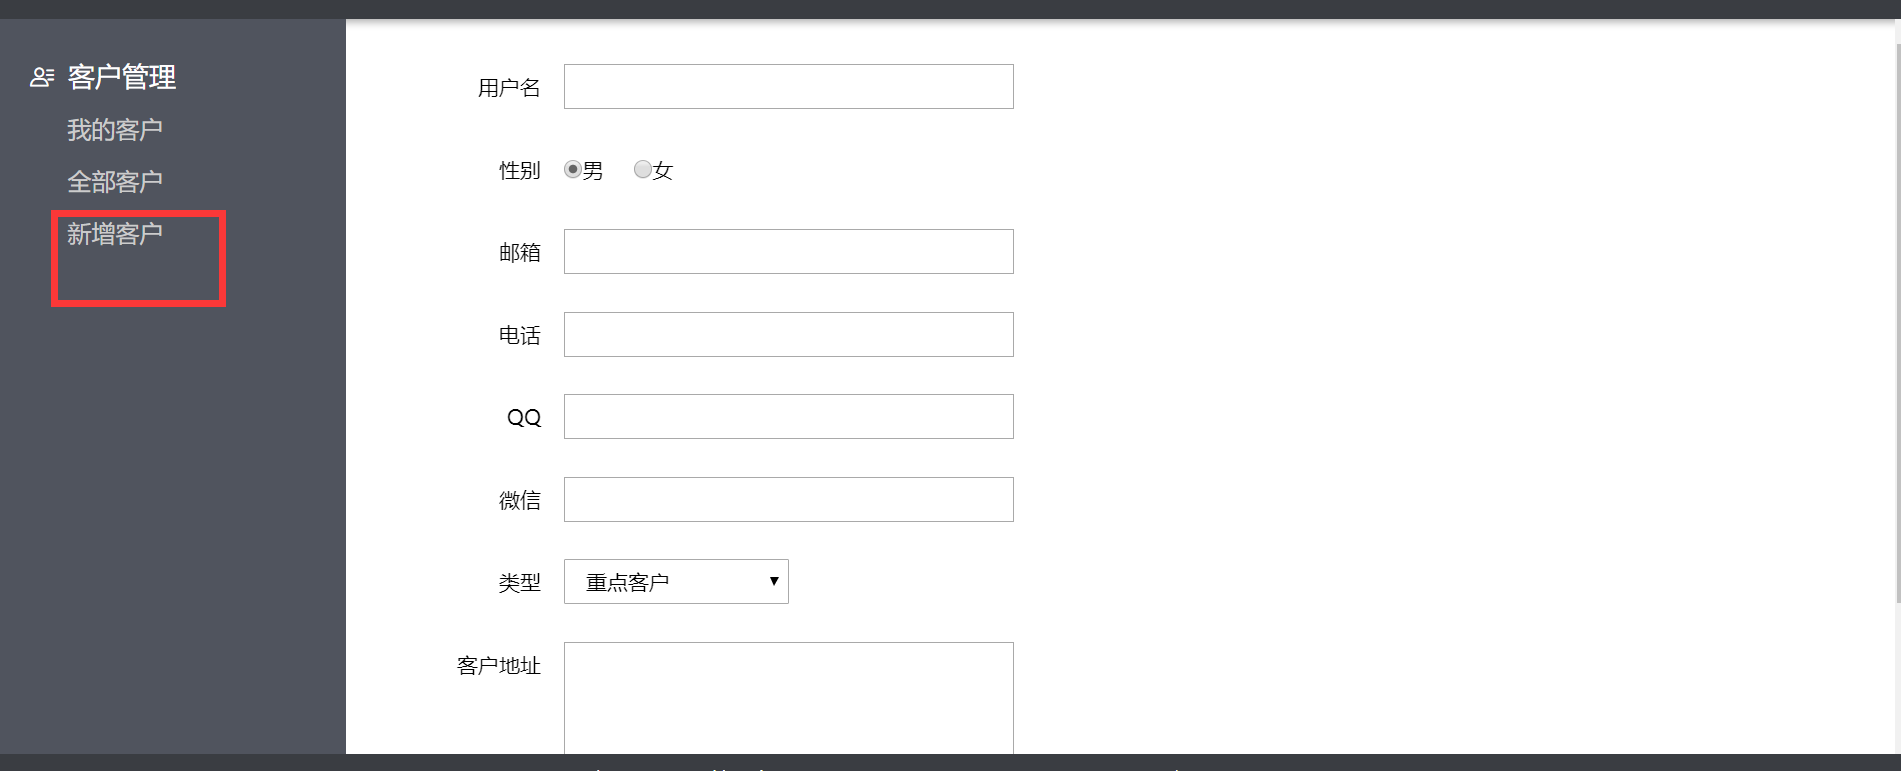 客户管理
我的客户
全部客户
新增客户
用户名
性别 男 女
邮箱
电话
QQ
微信
类型 重点客户
客户地址